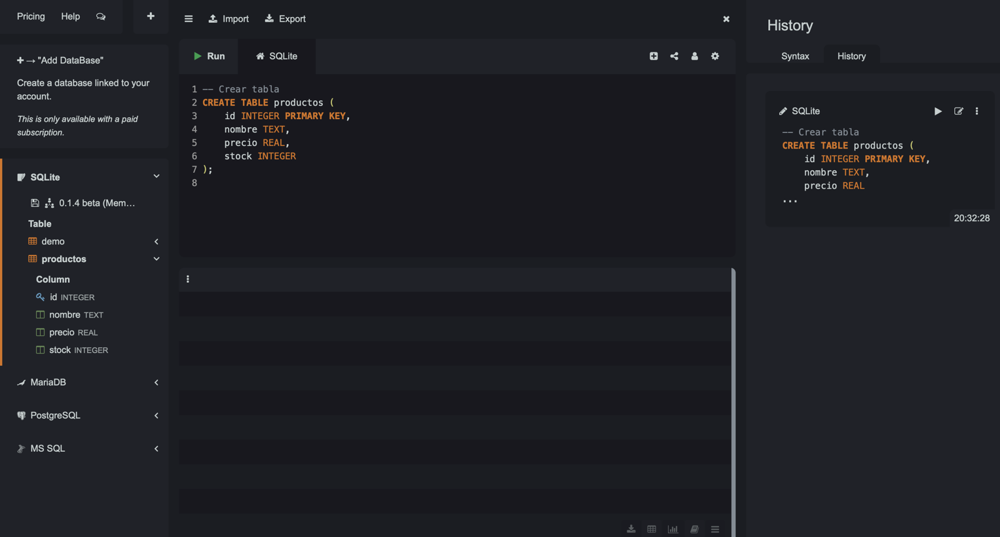 Pricing Help
Import Export
History
Run SQLite
Syntax History
+ → "Add DataBase"
Create a database linked to your
account.
This is only available with a paid
subscription.
SQLite
0.1.4 beta (Mem...
Table
demo
productos
Column
id INTEGER
nombre TEXT
precio REAL
stock INTEGER
MariaDB
PostgreSQL
MS SQL
1 -- Crear tabla
2 CREATE TABLE productos (
3 id INTEGER PRIMARY KEY,
4 nombre TEXT,
5 precio REAL,
6 stock INTEGER
7 );
8
SQLite
-- Crear tabla
CREATE TABLE productos (
id INTEGER PRIMARY KEY,
nombre TEXT,
precio REAL
...
20:32:28